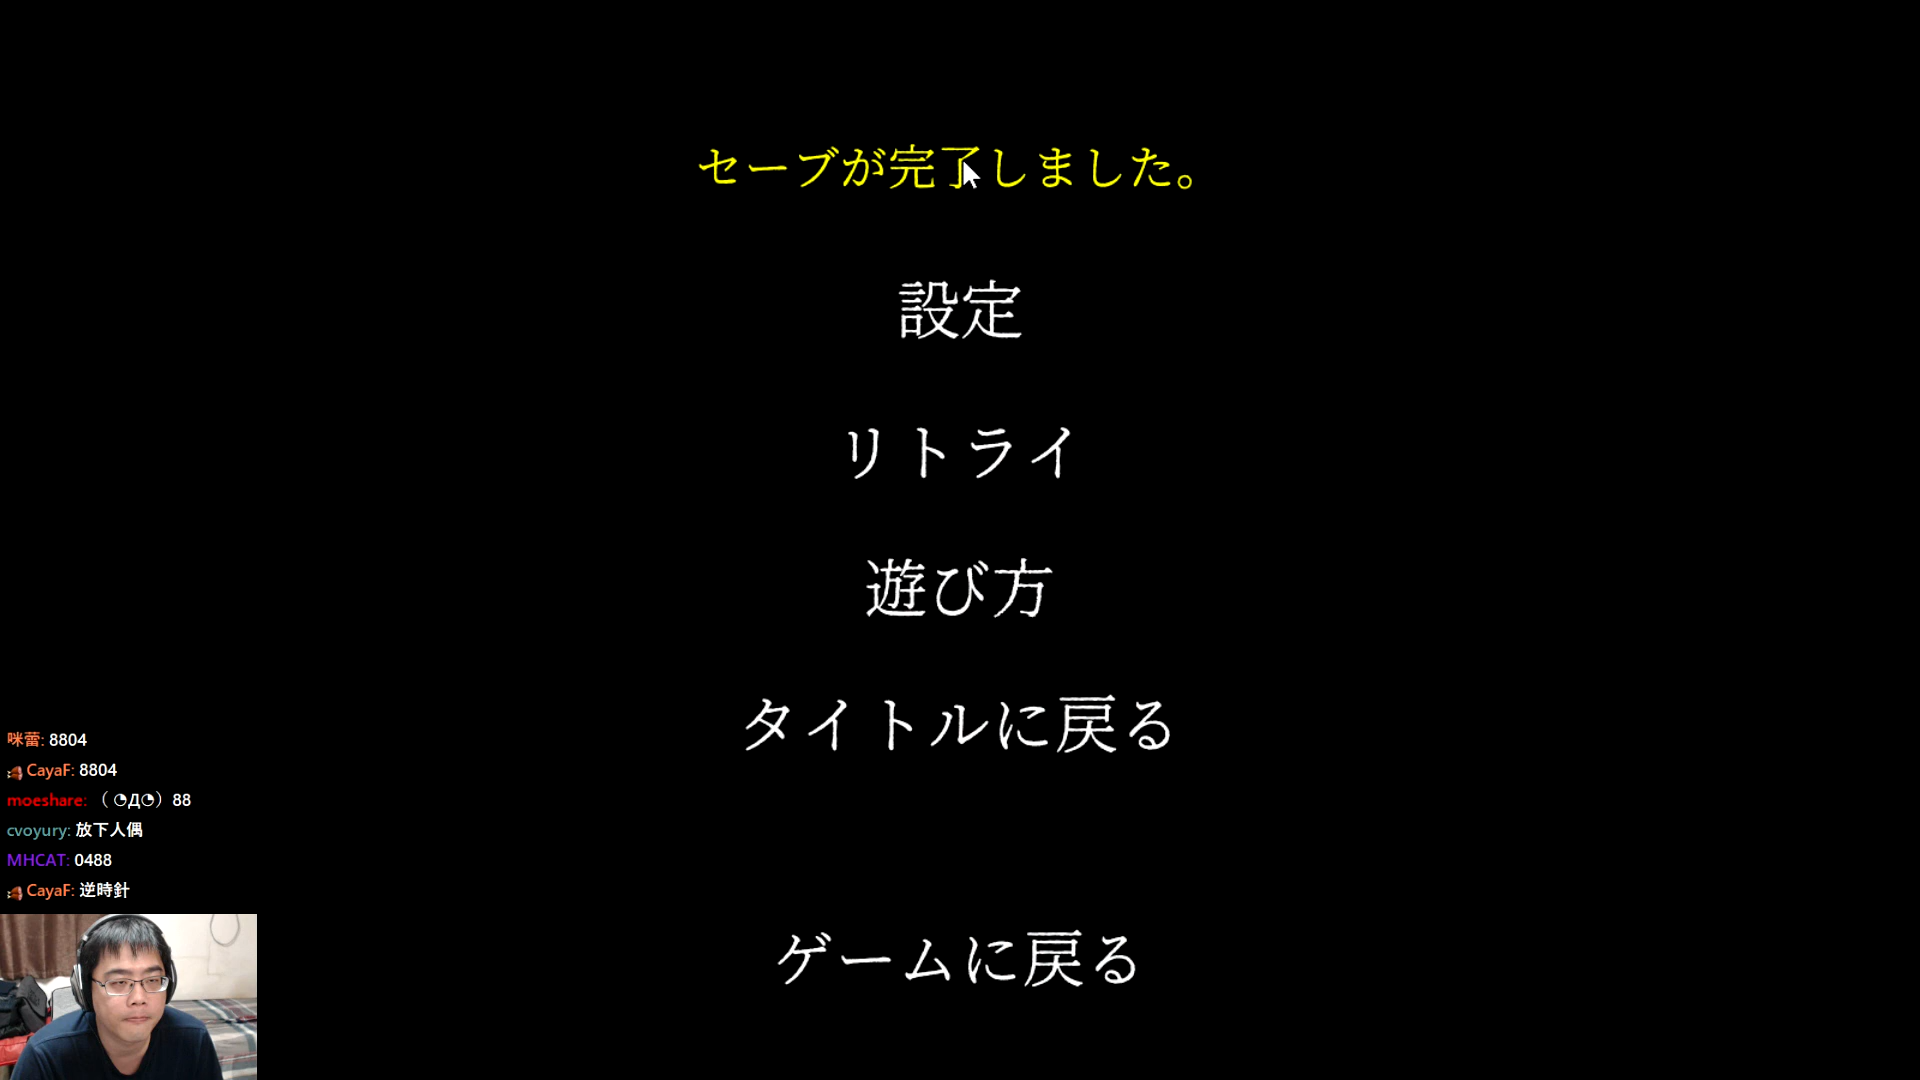 セーブが完了しました。
設定
リトライ
遊び方
タイトルに戻る
ゲームに戻る
咪蕾: 8804
CayaF: 8804
moeshare: （ ◔Д◔） 88
cvoyury: 放下人偶
MHCAT: 0488
CayaF: 逆時針